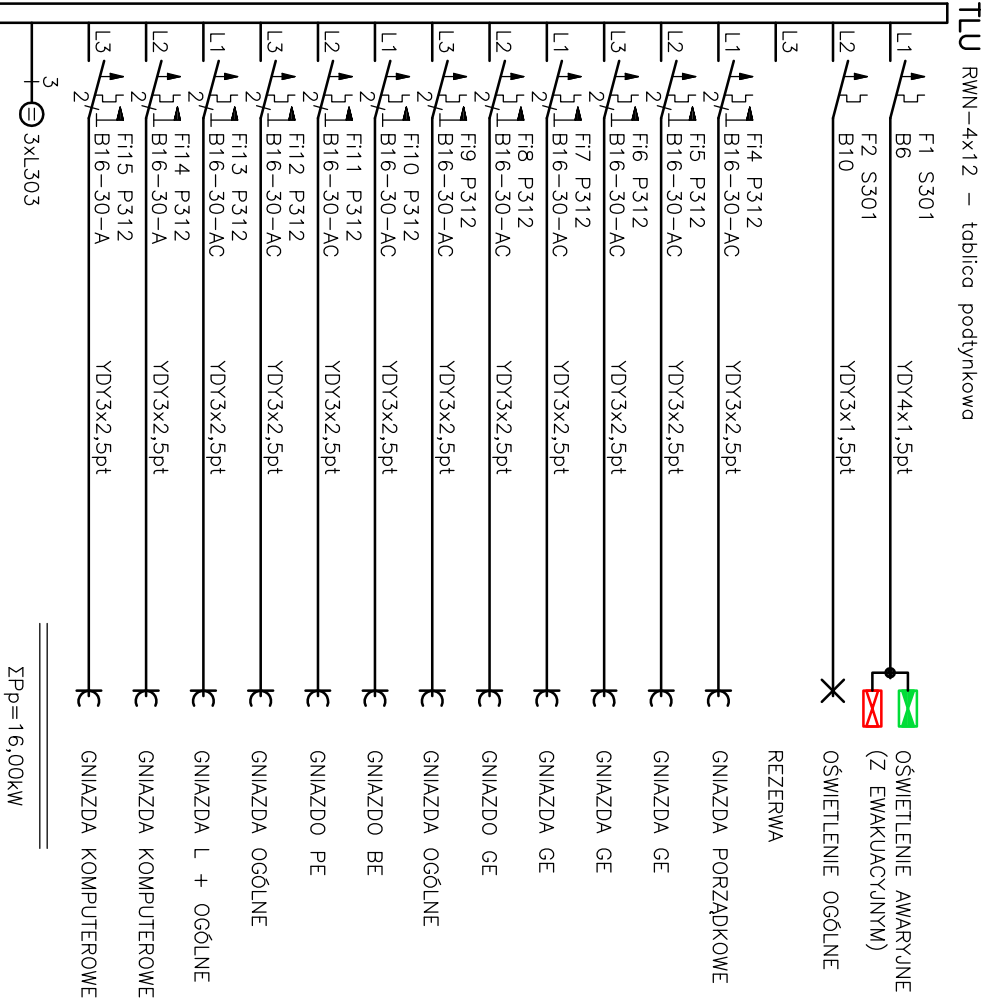 TLU RWN-4x12 - tablica podtynkowa
L1
F1 S301
B6
YDY4x1,5pt
OŚWIETLENIE AWARYJNE
(Z EWAKUACYJNYM)
L2
F2 S301
B10
YDY3x1,5pt
OŚWIETLENIE OGÓLNE
L3
REZERWA
L1
2
Fi4 P312
B16-30-AC
YDY3x2,5pt
GNIAZDA PORZĄDKOWE
L2
2
Fi5 P312
B16-30-AC
YDY3x2,5pt
GNIAZDA GE
L3
2
Fi6 P312
B16-30-AC
YDY3x2,5pt
GNIAZDA GE
L1
2
Fi7 P312
B16-30-AC
YDY3x2,5pt
GNIAZDA GE
L2
2
Fi8 P312
B16-30-AC
YDY3x2,5pt
GNIAZDO GE
L3
2
Fi9 P312
B16-30-AC
YDY3x2,5pt
GNIAZDA OGÓLNE
L1
2
Fi10 P312
B16-30-AC
YDY3x2,5pt
GNIAZDO BE
L2
2
Fi11 P312
B16-30-AC
YDY3x2,5pt
GNIAZDO PE
L3
2
Fi12 P312
B16-30-AC
YDY3x2,5pt
GNIAZDA OGÓLNE
L1
2
Fi13 P312
B16-30-AC
YDY3x2,5pt
GNIAZDA L + OGÓLNE
L2
2
Fi14 P312
B16-30-A
YDY3x2,5pt
GNIAZDA KOMPUTEROWE
L3
2
Fi15 P312
B16-30-A
YDY3x2,5pt
GNIAZDA KOMPUTEROWE
3
3xL303
ΣPp=16,00kW